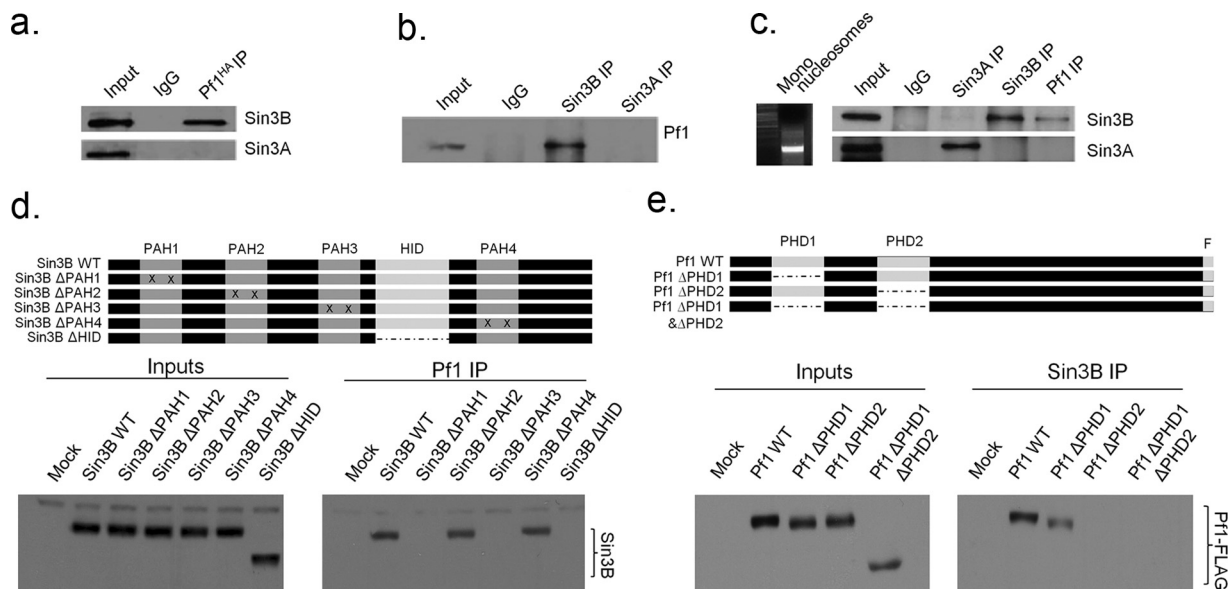 a.
Input
IgG
Pf1HA IP
Sin3B
Sin3A
b.
Input
IgG
Sin3B IP
Sin3A IP
Pf1
c.
Mono
nucleosomes
Input
IgG
Sin3A IP
Sin3B IP
Pf1 IP
Sin3B
Sin3A
d.
PAH1 PAH2 PAH3 HID PAH4
Sin3B WT
Sin3B ΔPAH1 X X
Sin3B ΔPAH2 X X
Sin3B ΔPAH3 X X
Sin3B ΔPAH4 X X
Sin3B ΔHID
Inputs
Mock
Sin3B WT
Sin3B ΔPAH1
Sin3B ΔPAH2
Sin3B ΔPAH3
Sin3B ΔPAH4
Sin3B ΔHID
Pf1 IP
Mock
Sin3B WT
Sin3B ΔPAH1
Sin3B ΔPAH2
Sin3B ΔPAH3
Sin3B ΔPAH4
Sin3B ΔHID
Sin3B
e.
PHD1 PHD2 F
Pf1 WT
Pf1 ΔPHD1
Pf1 ΔPHD2
Pf1 ΔPHD1
&ΔPHD2
Inputs
Mock
Pf1 WT
Pf1 ΔPHD1
Pf1 ΔPHD2
Pf1 ΔPHD1
ΔPHD2
Sin3B IP
Mock
Pf1 WT
Pf1 ΔPHD1
Pf1 ΔPHD2
Pf1 ΔPHD1
ΔPHD2
Pf1-FLAG